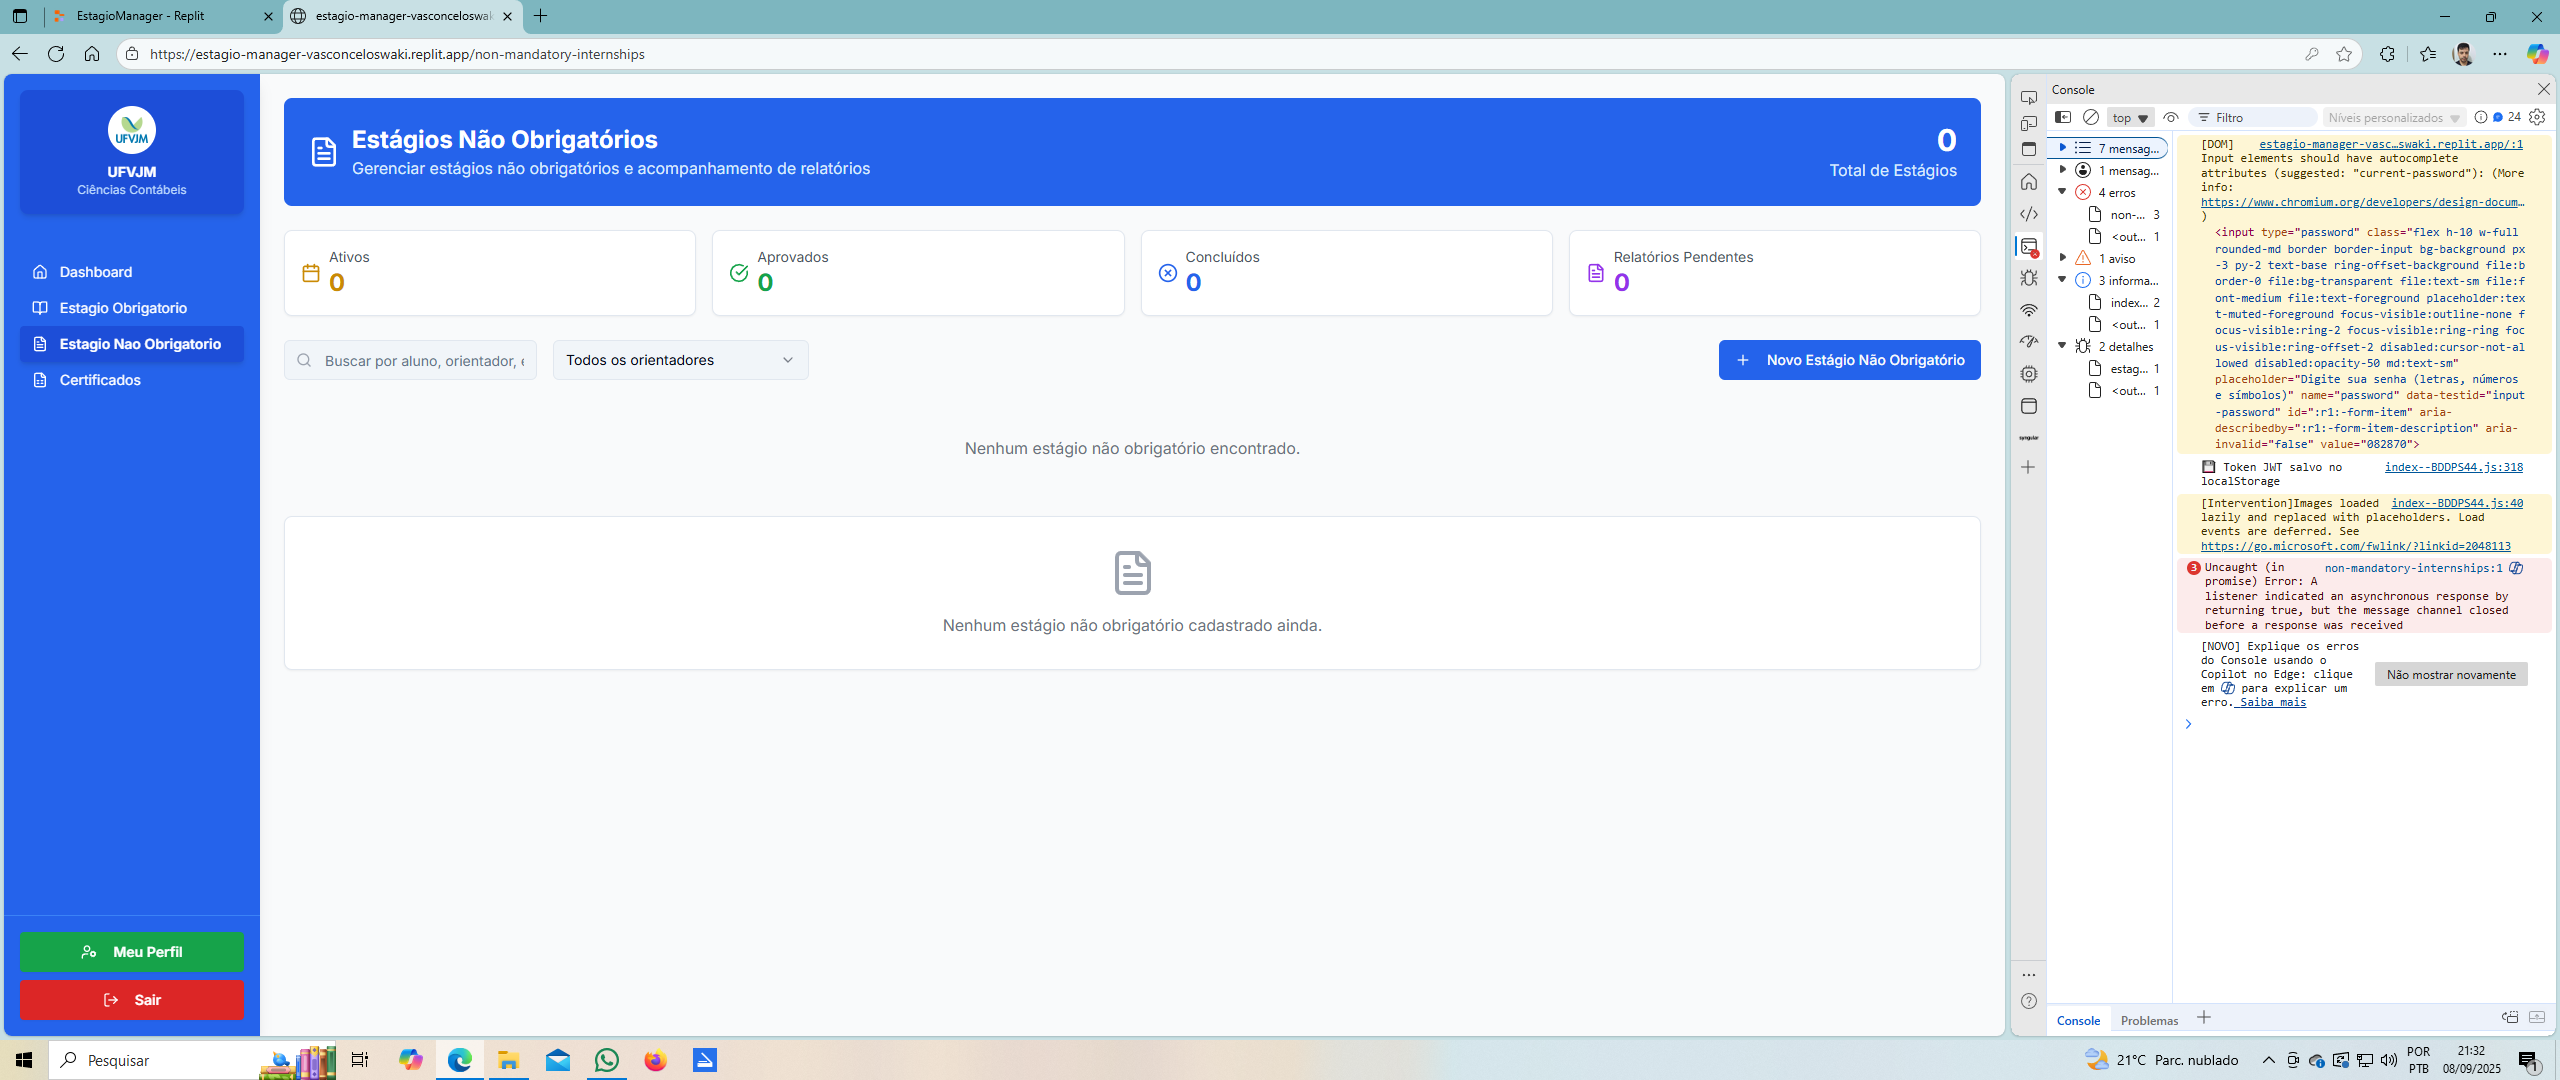 EstagioManager - Replit
estagio-manager-vasconceloswak
https://estagio-manager-vasconceloswaki.replit.app/non-mandatory-internships
UFVJM
UFVJM
Ciências Contábeis
Dashboard
Estagio Obrigatorio
Estagio Nao Obrigatorio
Certificados
Meu Perfil
Sair
Estágios Não Obrigatórios
Gerenciar estágios não obrigatórios e acompanhamento de relatórios
0
Total de Estágios
Ativos
0
Aprovados
0
Concluídos
0
Relatórios Pendentes
0
Buscar por aluno, orientador, e
Todos os orientadores
+ Novo Estágio Não Obrigatório
Nenhum estágio não obrigatório encontrado.
Nenhum estágio não obrigatório cadastrado ainda.
Console
top
Filtro
Níveis personalizados
24
7 mensag...
1 mensag...
4 erros
non-... 3
<out... 1
1 aviso
3 informa...
index... 2
<out... 1
2 detalhes
estag... 1
<out... 1
[DOM] estagio-manager-vasc…swaki.replit.app/:1
Input elements should have autocomplete
attributes (suggested: "current-password"): (More
info:
https://www.chromium.org/developers/design-docum…
)
<input type="password" class="flex h-10 w-full
rounded-md border border-input bg-background px
-3 py-2 text-base ring-offset-background file:b
order-0 file:bg-transparent file:text-sm file:f
ont-medium file:text-foreground placeholder:tex
t-muted-foreground focus-visible:outline-none f
ocus-visible:ring-2 focus-visible:ring-ring foc
us-visible:ring-offset-2 disabled:cursor-not-al
lowed disabled:opacity-50 md:text-sm"
placeholder="Digite sua senha (letras, números
e símbolos)" name="password" data-testid="input
-password" id=":r1:-form-item" aria-
describedby=":r1:-form-item-description" aria-
invalid="false" value="082870">
Token JWT salvo no index--BDDPS44.js:318
localStorage
[Intervention]Images loaded index--BDDPS44.js:40
lazily and replaced with placeholders. Load
events are deferred. See
https://go.microsoft.com/fwlink/?linkid=2048113
3 Uncaught (in non-mandatory-internships:1
promise) Error: A
listener indicated an asynchronous response by
returning true, but the message channel closed
before a response was received
[NOVO] Explique os erros
do Console usando o
Copilot no Edge: clique
em para explicar um
erro. Saiba mais
Não mostrar novamente
Console
Problemas
Pesquisar
21°C Parc. nublado
POR
PTB
21:32
08/09/2025
1